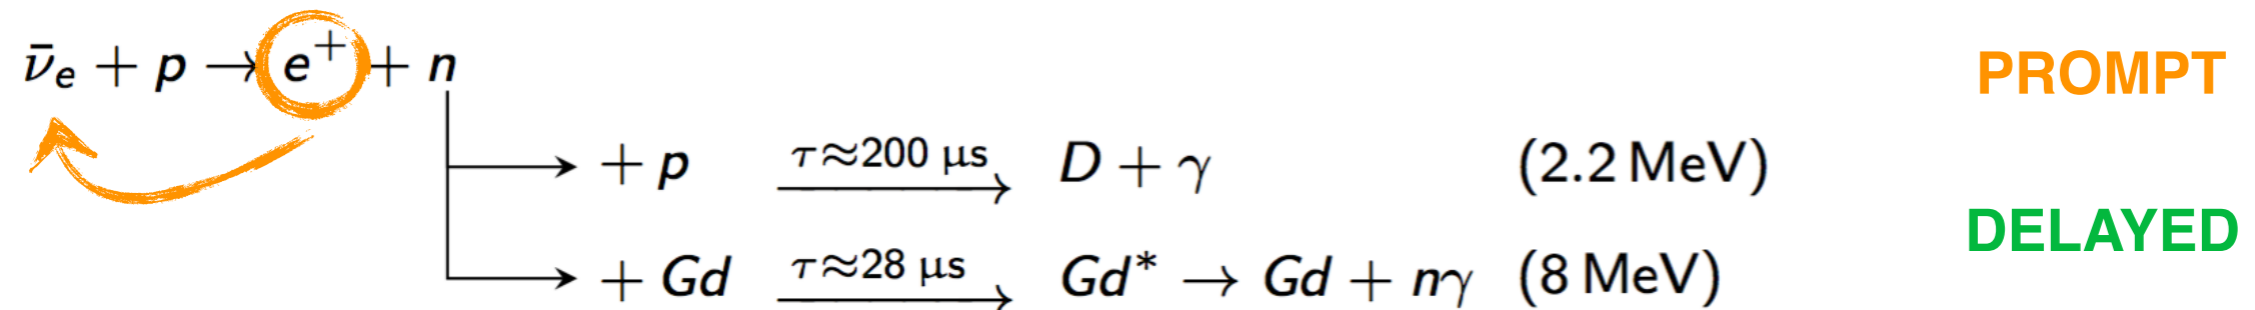 ν̄ₑ + p → e⁺ + n PROMPT
+ p τ≈200 μs D + γ (2.2 MeV)
DELAYED
+ Gd τ≈28 μs Gd* → Gd + nγ (8 MeV)